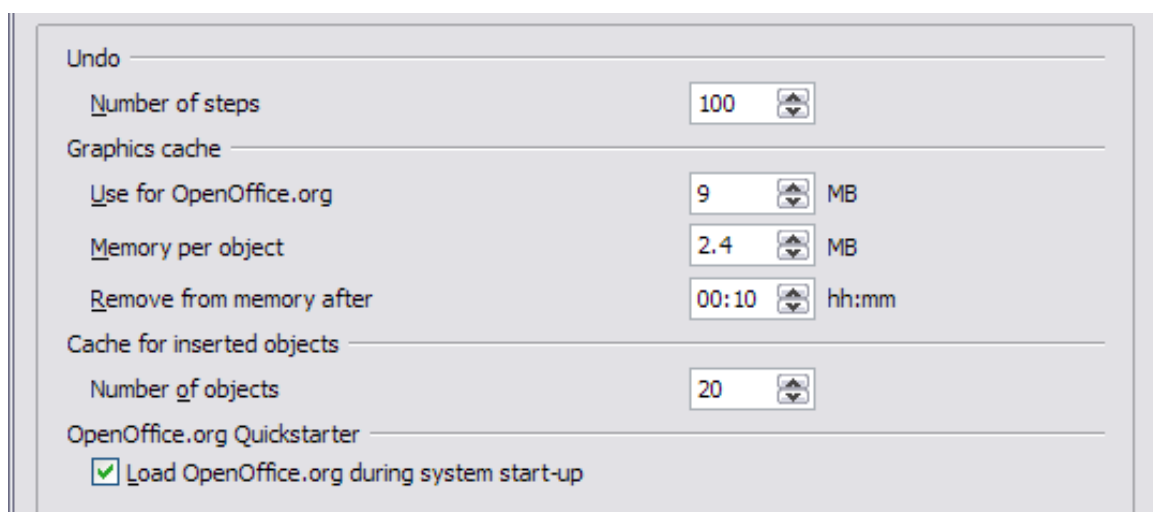 Undo
Number of steps 100
Graphics cache
Use for OpenOffice.org 9 MB
Memory per object 2.4 MB
Remove from memory after 00:10 hh:mm
Cache for inserted objects
Number of objects 20
OpenOffice.org Quickstarter
Load OpenOffice.org during system start-up